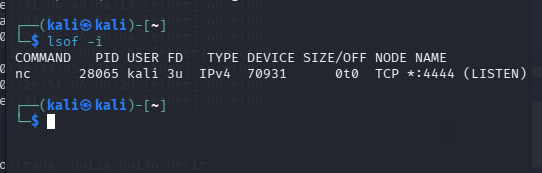 ┌──(kali㉿kali)-[~]
└─$ lsof -i
COMMAND   PID USER FD   TYPE DEVICE SIZE/OFF NODE NAME
nc      28065 kali 3u  IPv4  70931      0t0  TCP *:4444 (LISTEN)
┌──(kali㉿kali)-[~]
└─$